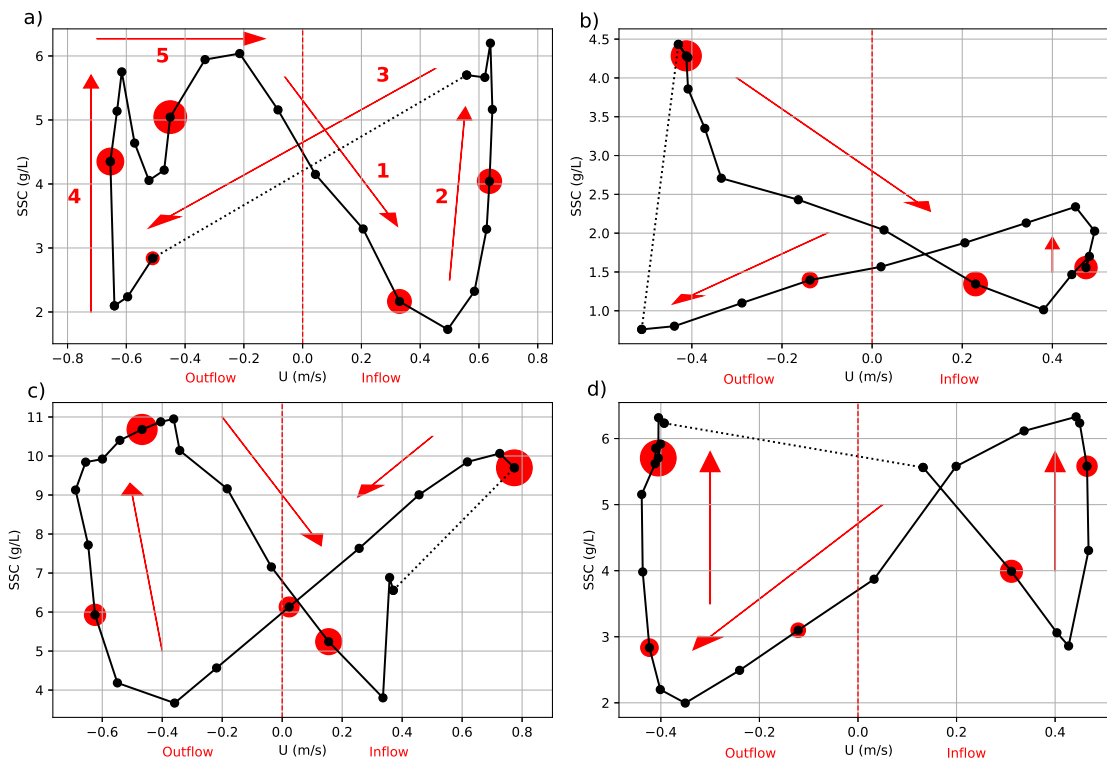 a)
SSC (g/L)
6
5
4
3
2
−0.8 −0.6 −0.4 −0.2 0.0 0.2 0.4 0.6 0.8
Outflow U (m/s) Inflow
5
3
1
2
4
b)
SSC (g/L)
4.5
4.0
3.5
3.0
2.5
2.0
1.5
1.0
−0.4 −0.2 0.0 0.2 0.4
Outflow U (m/s) Inflow
c)
SSC (g/L)
11
10
9
8
7
6
5
4
−0.6 −0.4 −0.2 0.0 0.2 0.4 0.6 0.8
Outflow U (m/s) Inflow
d)
SSC (g/L)
6
5
4
3
2
−0.4 −0.2 0.0 0.2 0.4
Outflow U (m/s) Inflow